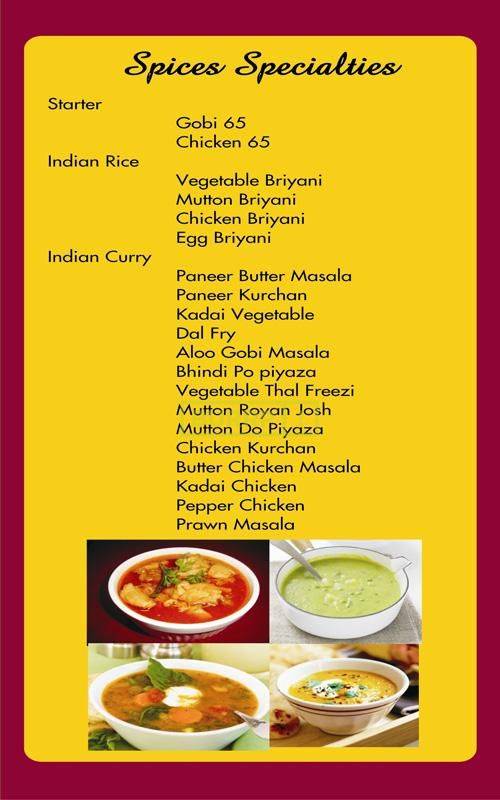 Spices Specialties
Starter
Gobi 65
Chicken 65
Indian Rice
Vegetable Briyani
Mutton Briyani
Chicken Briyani
Egg Briyani
Indian Curry
Paneer Butter Masala
Paneer Kurchan
Kadai Vegetable
Dal Fry
Aloo Gobi Masala
Bhindi Po piyaza
Vegetable Thal Freezi
Mutton Royan Josh
Mutton Do Piyaza
Chicken Kurchan
Butter Chicken Masala
Kadai Chicken
Pepper Chicken
Prawn Masala